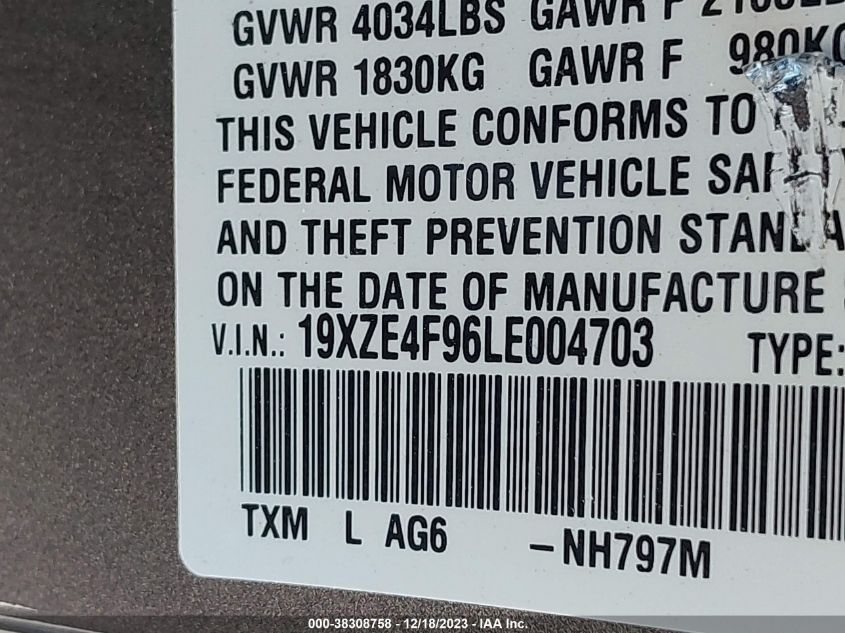 GVWR 4034LBS GAWR F
GVWR 1830KG GAWR F 980KG
THIS VEHICLE CONFORMS TO
FEDERAL MOTOR VEHICLE
AND THEFT PREVENTION
ON THE DATE OF MANUFACTURE
V.I.N.: 19XZE4F96LE004703 TYPE:
TXM L AG6 -NH797M
000-38308758 - 12/18/2023 - IAA Inc.